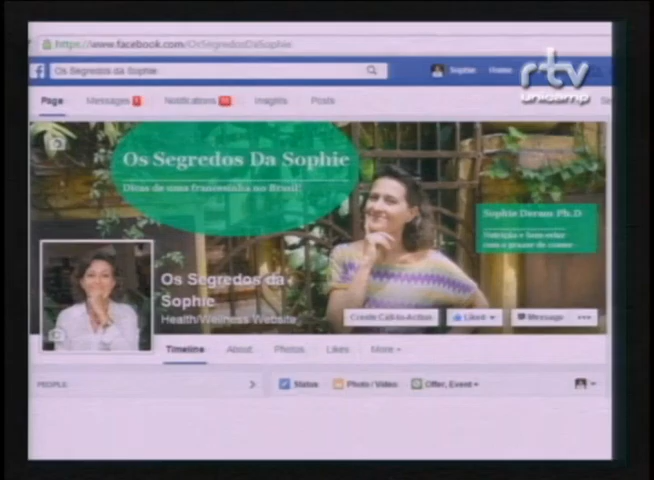 https://www.facebook.com/OsSegredosDaSophie
Os Segredos da Sophie
Sophie Home
rtv
unicamp
Page Messages Notifications Insights Posts
Os Segredos Da Sophie
Dicas de uma francesinha no Brasil!
Sophie Deram Ph.D
Nutrição e bem-estar
com o prazer de comer
Os Segredos da
Sophie
Health/Wellness Website
Create Call-to-Action Liked Message
Timeline About Photos Likes More
PEOPLE
Status Photo / Video Offer, Event +